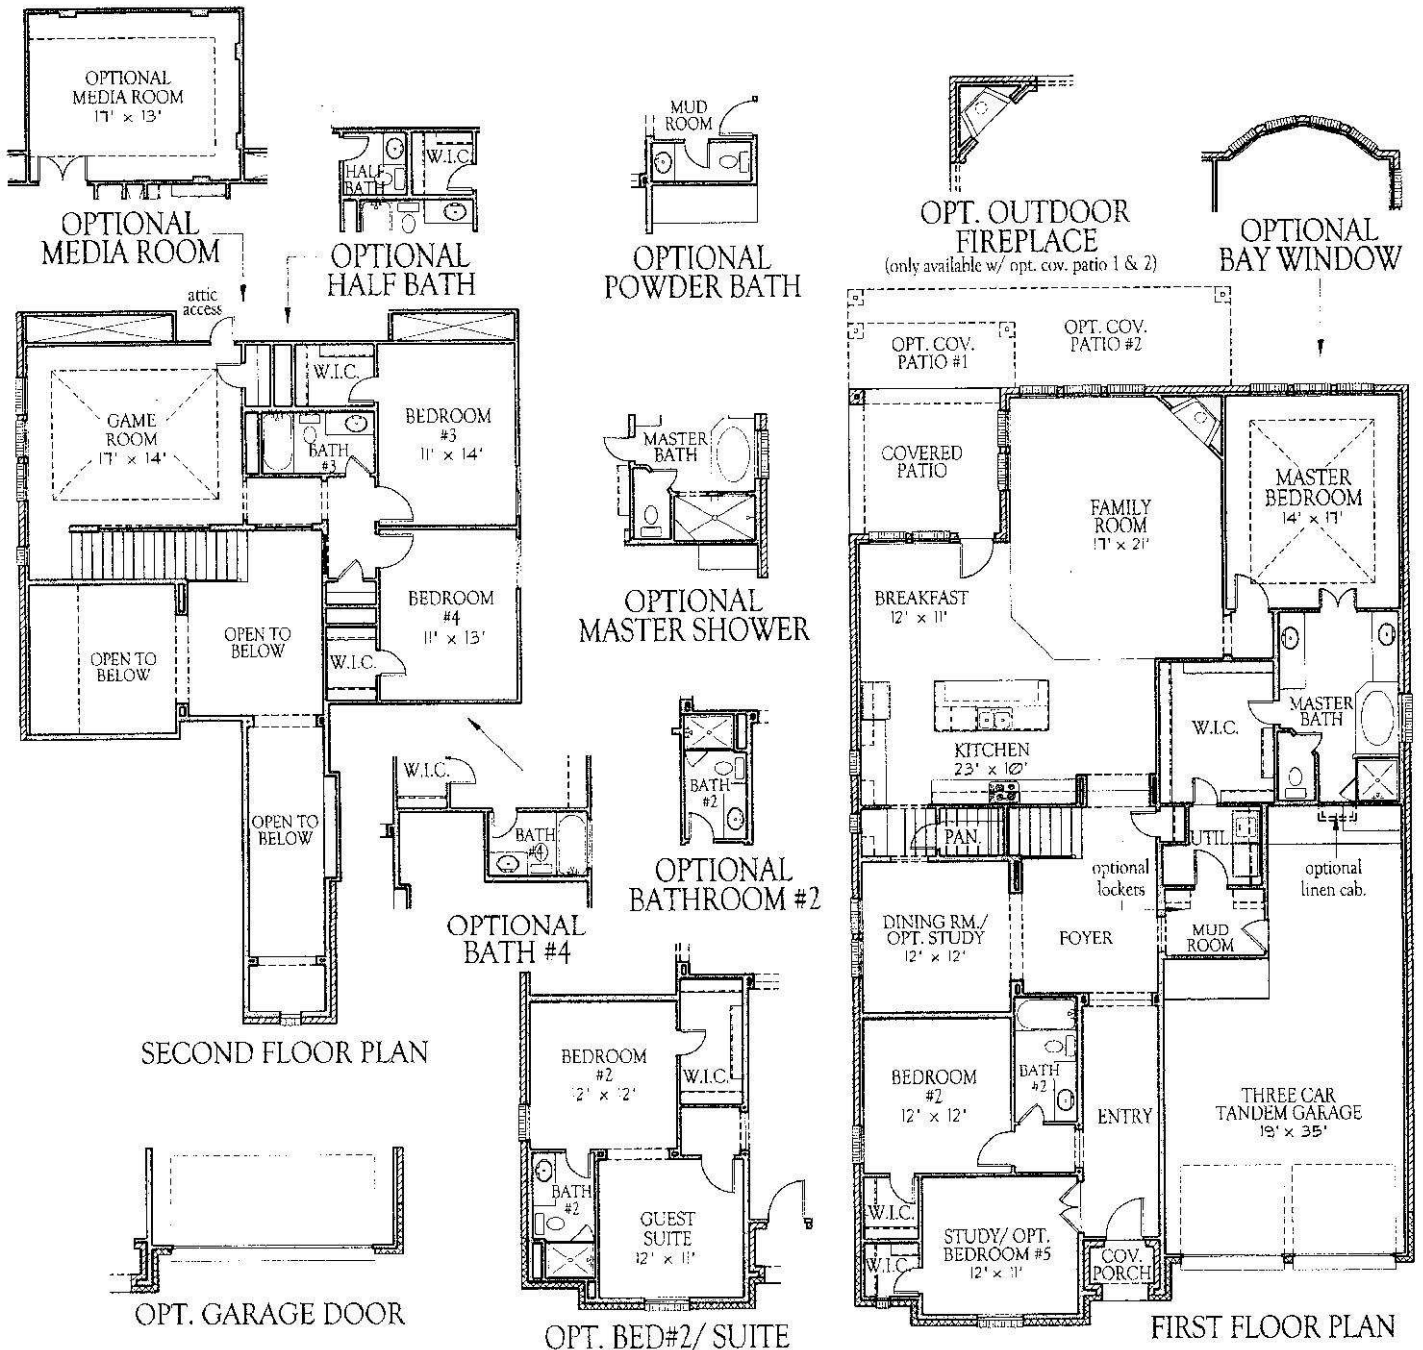 OPTIONAL
MEDIA ROOM
17' x 13'
OPTIONAL
MEDIA ROOM
HALF
BATH
W.I.C.
OPTIONAL
HALF BATH
MUD
ROOM
OPTIONAL
POWDER BATH
OPT. OUTDOOR
FIREPLACE
(only available w/ opt. cov. patio 1 & 2)
OPTIONAL
BAY WINDOW
attic
access
GAME
ROOM
17' x 14'
W.I.C.
BATH
#3
BEDROOM
#3
11' x 14'
BEDROOM
#4
11' x 13'
W.I.C.
OPEN TO
BELOW
OPEN TO
BELOW
OPEN TO
BELOW
SECOND FLOOR PLAN
MASTER
BATH
OPTIONAL
MASTER SHOWER
BATH
#2
OPTIONAL
BATHROOM #2
W.I.C.
BATH
#4
OPTIONAL
BATH #4
BEDROOM
#2
12' x 12'
W.I.C.
BATH
#2
GUEST
SUITE
12' x 11'
OPT. BED#2/ SUITE
OPT. GARAGE DOOR
OPT. COV.
PATIO #1
OPT. COV.
PATIO #2
COVERED
PATIO
FAMILY
ROOM
17' x 21'
MASTER
BEDROOM
14' x 17'
BREAKFAST
12' x 11'
KITCHEN
23' x 10'
W.I.C.
MASTER
BATH
PAN.
UTIL.
optional
lockers
optional
linen cab.
DINING RM./
OPT. STUDY
12' x 12'
FOYER
MUD
ROOM
BEDROOM
#2
12' x 12'
BATH
#2
ENTRY
THREE CAR
TANDEM GARAGE
19' x 35'
W.I.C.
W.I.C.
STUDY/ OPT.
BEDROOM #5
12' x 11'
COV.
PORCH
FIRST FLOOR PLAN